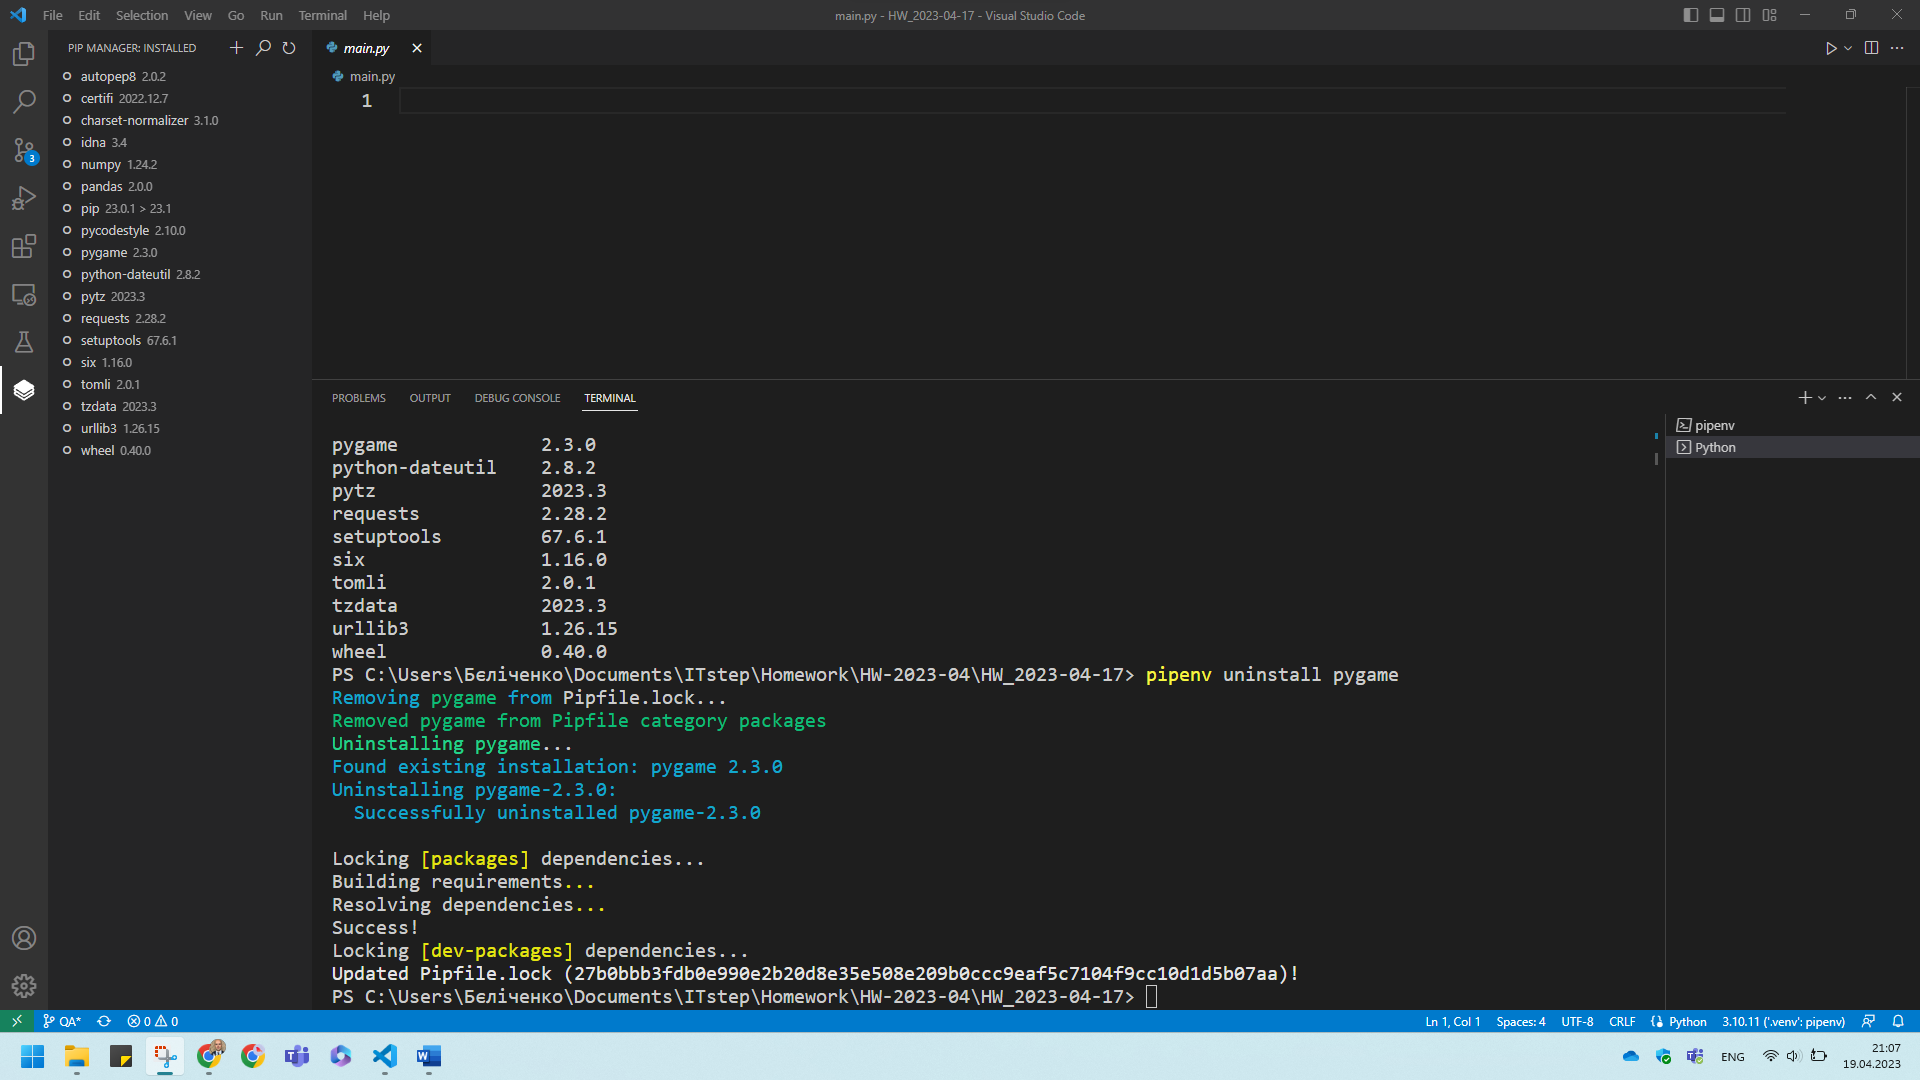 File Edit Selection View Go Run Terminal Help
main.py - HW_2023-04-17 - Visual Studio Code
PIP MANAGER: INSTALLED
autopep8 2.0.2
certifi 2022.12.7
charset-normalizer 3.1.0
idna 3.4
numpy 1.24.2
pandas 2.0.0
pip 23.0.1 > 23.1
pycodestyle 2.10.0
pygame 2.3.0
python-dateutil 2.8.2
pytz 2023.3
requests 2.28.2
setuptools 67.6.1
six 1.16.0
tomli 2.0.1
tzdata 2023.3
urllib3 1.26.15
wheel 0.40.0
3
main.py
main.py
1
PROBLEMS OUTPUT DEBUG CONSOLE TERMINAL
pygame 2.3.0
python-dateutil 2.8.2
pytz 2023.3
requests 2.28.2
setuptools 67.6.1
six 1.16.0
tomli 2.0.1
tzdata 2023.3
urllib3 1.26.15
wheel 0.40.0
PS C:\Users\Бєліченко\Documents\ITstep\Homework\HW-2023-04\HW_2023-04-17> pipenv uninstall pygame
Removing pygame from Pipfile.lock...
Removed pygame from Pipfile category packages
Uninstalling pygame...
Found existing installation: pygame 2.3.0
Uninstalling pygame-2.3.0:
Successfully uninstalled pygame-2.3.0
Locking [packages] dependencies...
Building requirements...
Resolving dependencies...
Success!
Locking [dev-packages] dependencies...
Updated Pipfile.lock (27b0bbb3fdb0e990e2b20d8e35e508e209b0ccc9eaf5c7104f9cc10d1d5b07aa)!
PS C:\Users\Бєліченко\Documents\ITstep\Homework\HW-2023-04\HW_2023-04-17>
pipenv
Python
QA* 0 0
Ln 1, Col 1 Spaces: 4 UTF-8 CRLF Python 3.10.11 ('.venv': pipenv)
ENG
21:07
19.04.2023